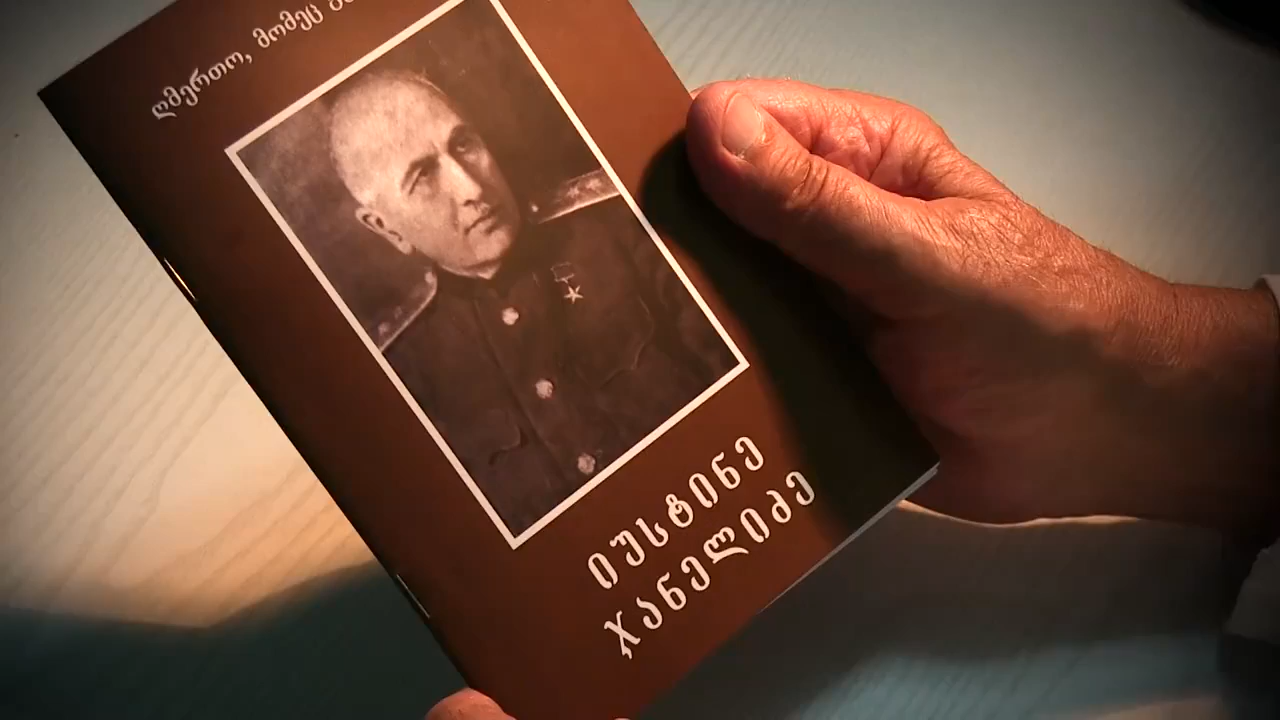 ღმერთო, მომეც
იუსტინე
ჯანელიძე